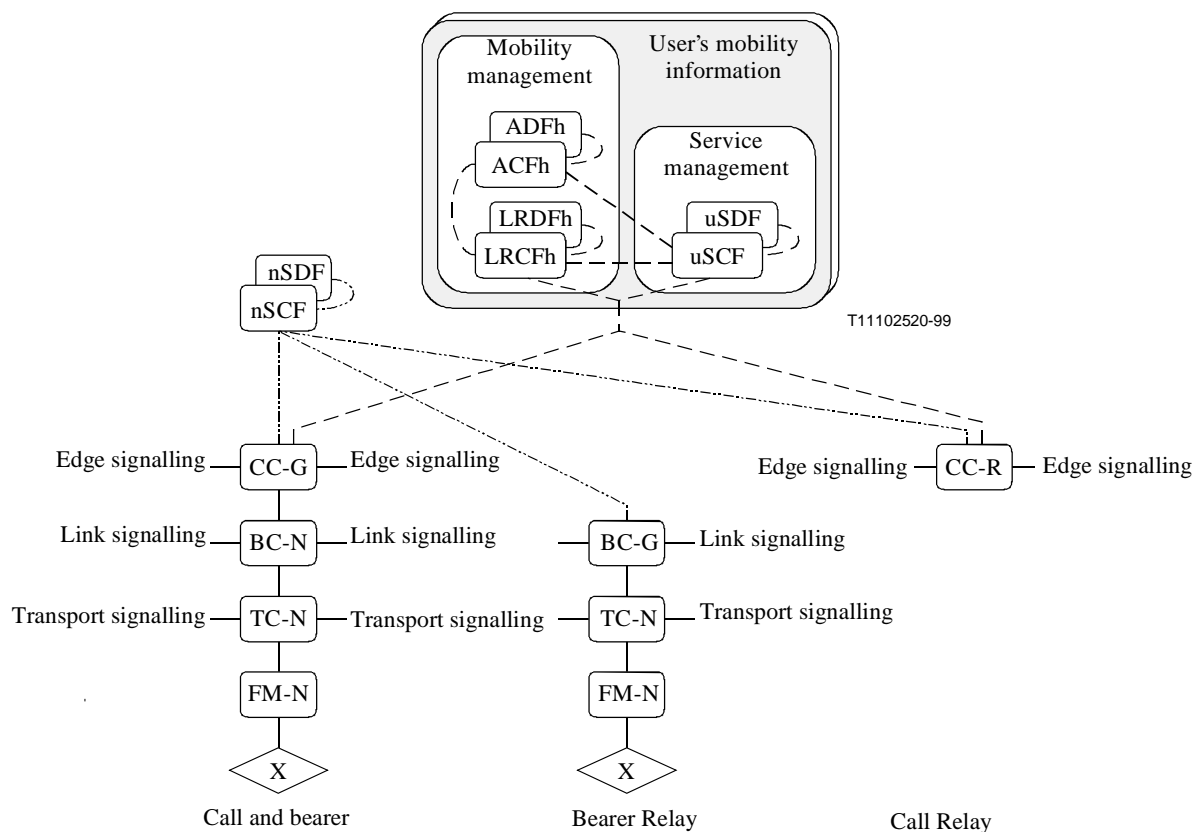 Mobility
management
User's mobility
information
ADFh
ACFh
Service
management
LRDFh
LRCFh
uSDF
uSCF
nSDF
nSCF
T11102520-99
Edge signalling
CC-G
Edge signalling
Edge signalling
CC-R
Edge signalling
Link signalling
BC-N
Link signalling
BC-G
Link signalling
Transport signalling
TC-N
Transport signalling
TC-N
Transport signalling
FM-N
FM-N
X
X
Call and bearer
Bearer Relay
Call Relay